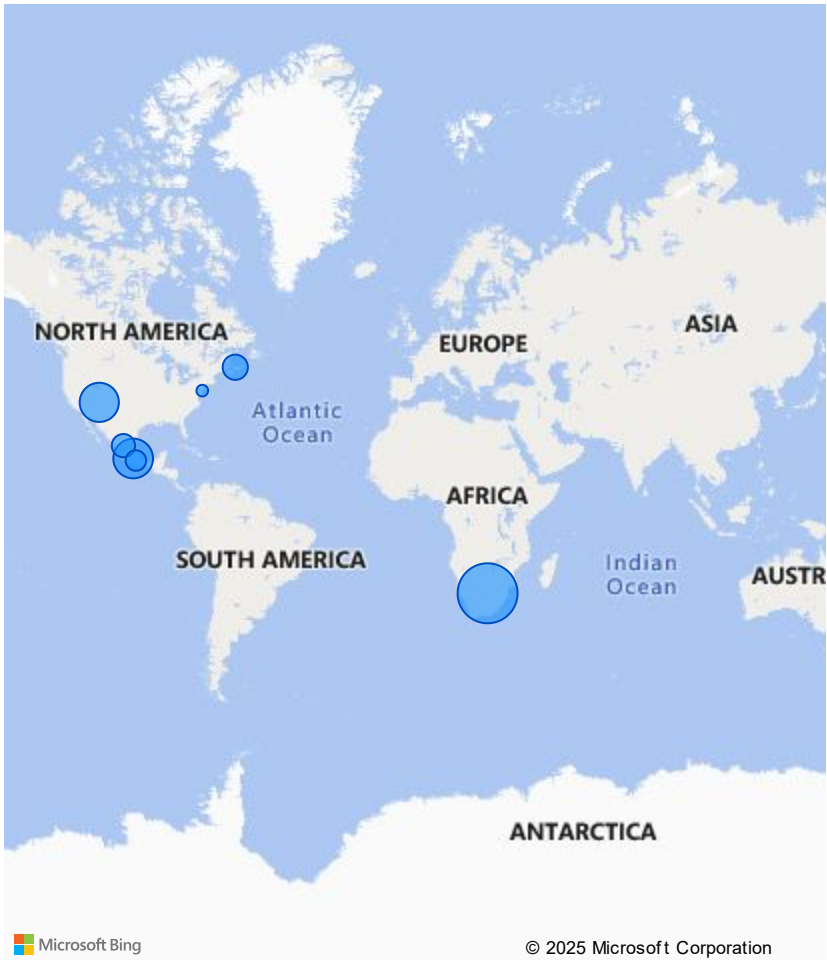 NORTH AMERICA
ASIA
EUROPE
Atlantic
Ocean
AFRICA
SOUTH AMERICA
Indian
Ocean
AUSTR
ANTARCTICA
Microsoft Bing
© 2025 Microsoft Corporation